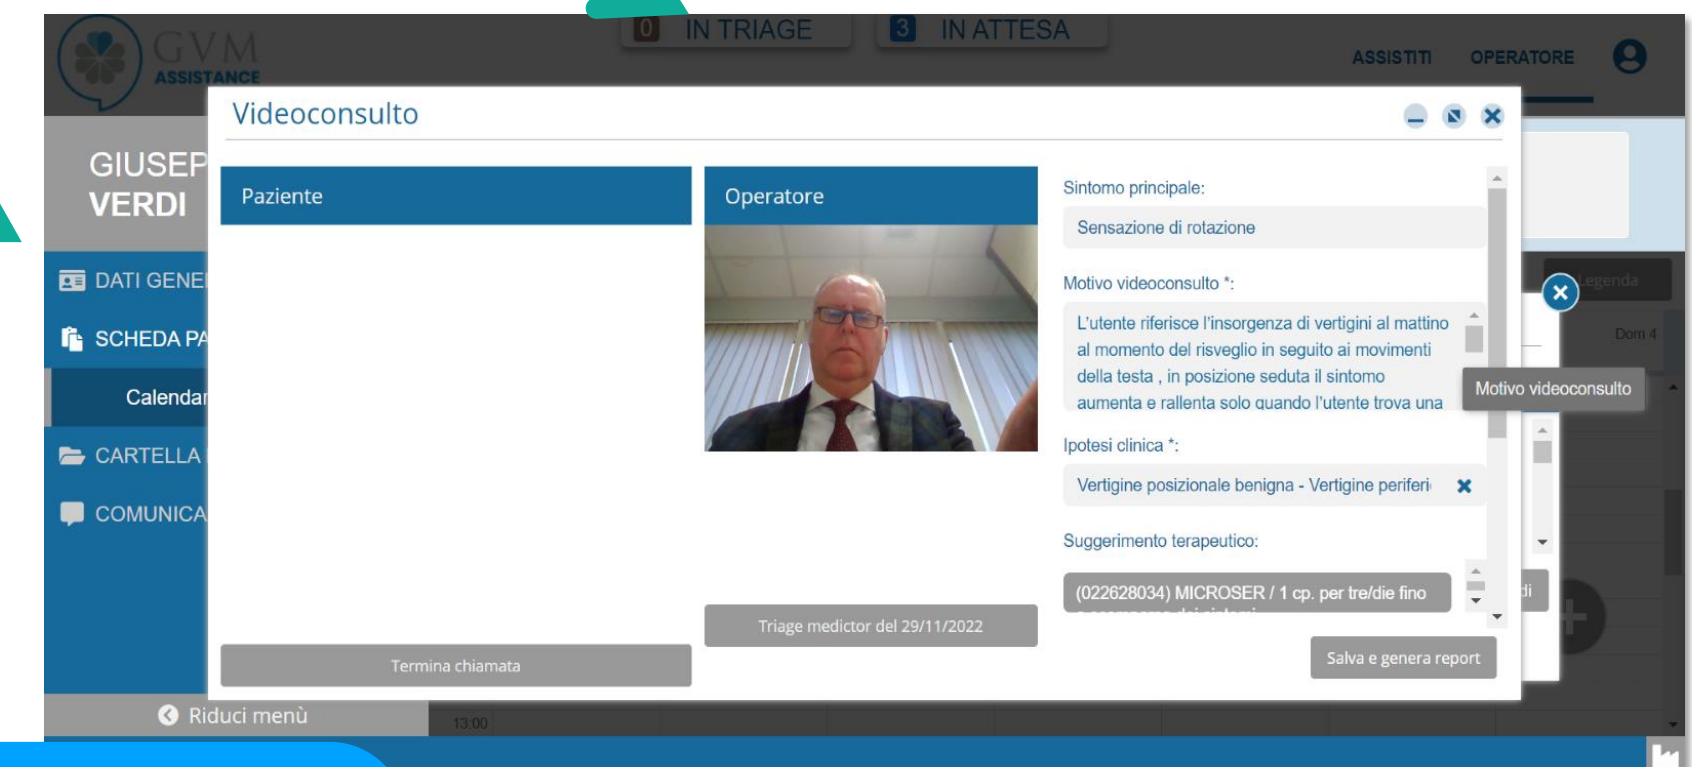 GVM
ASSISTANCE
0 IN TRIAGE
3 IN ATTESA
ASSISTITI
OPERATORE
Videoconsulto
GIUSEP
VERDI
Paziente
Operatore
Sintomo principale:
Sensazione di rotazione
DATI GENE
Motivo videoconsulto *:
Legenda
L'utente riferisce l'insorgenza di vertigini al mattino
al momento del risveglio in seguito ai movimenti
della testa , in posizione seduta il sintomo
aumenta e rallenta solo quando l'utente trova una
SCHEDA PA
Dom 4
Calendar
Motivo videoconsulto
CARTELLA
Ipotesi clinica *:
Vertigine posizionale benigna - Vertigine periferi
COMUNICA
Suggerimento terapeutico:
(022628034) MICROSER / 1 cp. per tre/die fino
di
Triage medictor del 29/11/2022
Termina chiamata
Salva e genera report
Riduci menù
13:00